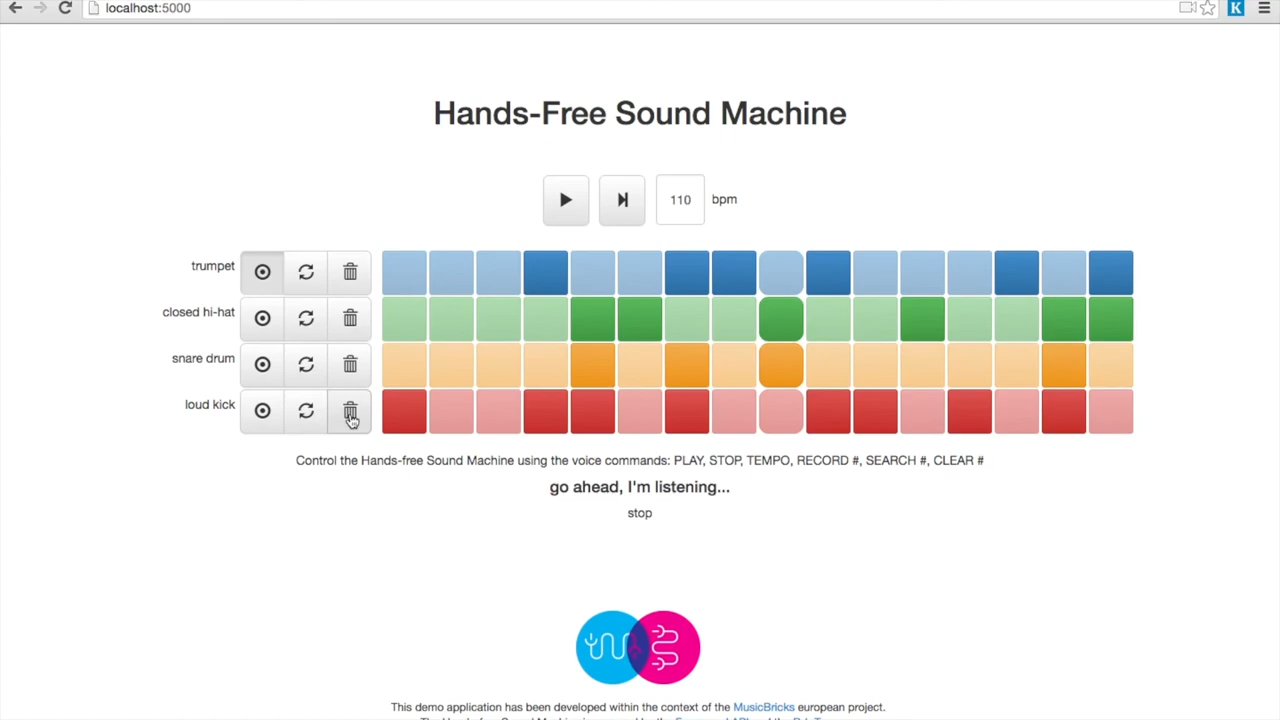 localhost:5000
K
Hands-Free Sound Machine
110 bpm
trumpet
closed hi-hat
snare drum
loud kick
Control the Hands-free Sound Machine using the voice commands: PLAY, STOP, TEMPO, RECORD #, SEARCH #, CLEAR #
go ahead, I'm listening...
stop
This demo application has been developed within the context of the MusicBricks european project.